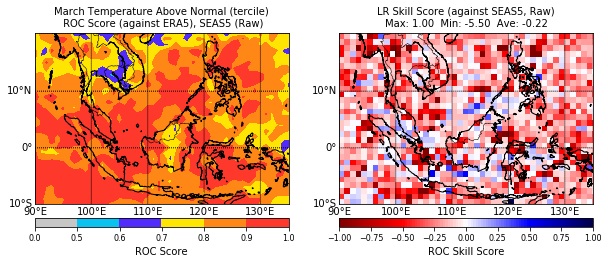 March Temperature Above Normal (tercile)
ROC Score (against ERA5), SEAS5 (Raw)
10°N
0°
10°S
90°E 100°E 110°E 120°E 130°E
0.0 0.5 0.6 0.7 0.8 0.9 1.0
ROC Score
LR Skill Score (against SEAS5, Raw)
Max: 1.00 Min: -5.50 Ave: -0.22
10°N
0°
10°S
90°E 100°E 110°E 120°E 130°E
−1.00 −0.75 −0.50 −0.25 0.00 0.25 0.50 0.75 1.00
ROC Skill Score